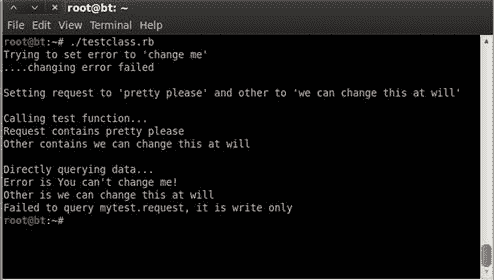 root@bt: ~
File Edit View Terminal Help
root@bt:~# ./testclass.rb
Trying to set error to 'change me'
....changing error failed
Setting request to 'pretty please' and other to 'we can change this at will'
Calling test function...
Request contains pretty please
Other contains we can change this at will
Directly querying data...
Error is You can't change me!
Other is we can change this at will
Failed to query mytest.request, it is write only
root@bt:~#